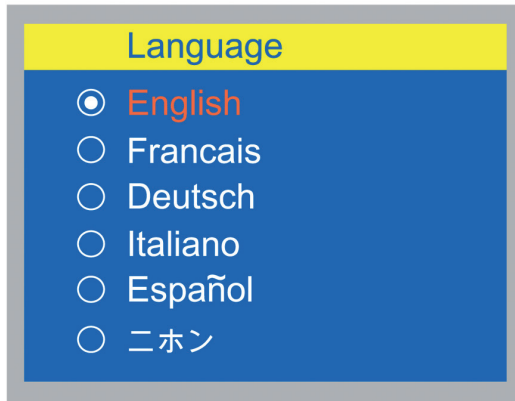 Language
English
Francais
Deutsch
Italiano
Español
ニホン